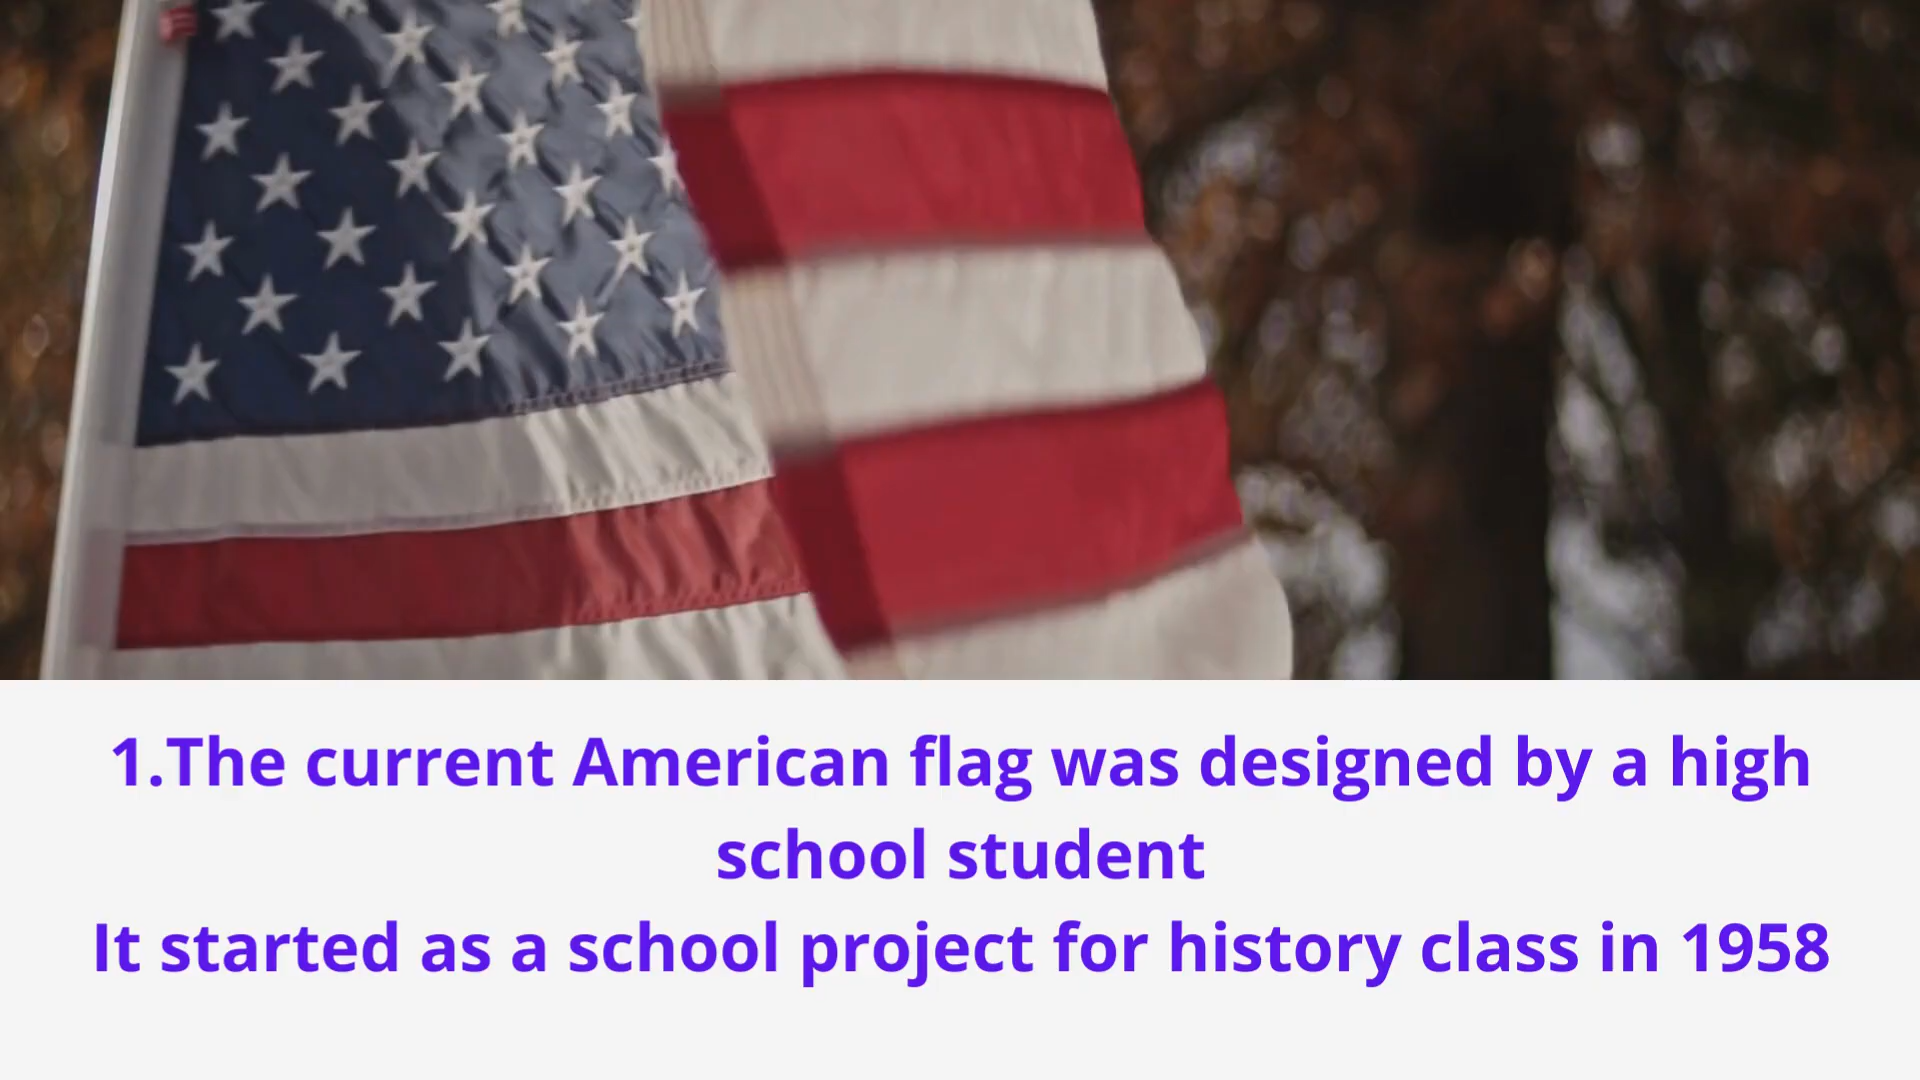 1.The current American flag was designed by a high
school student
It started as a school project for history class in 1958